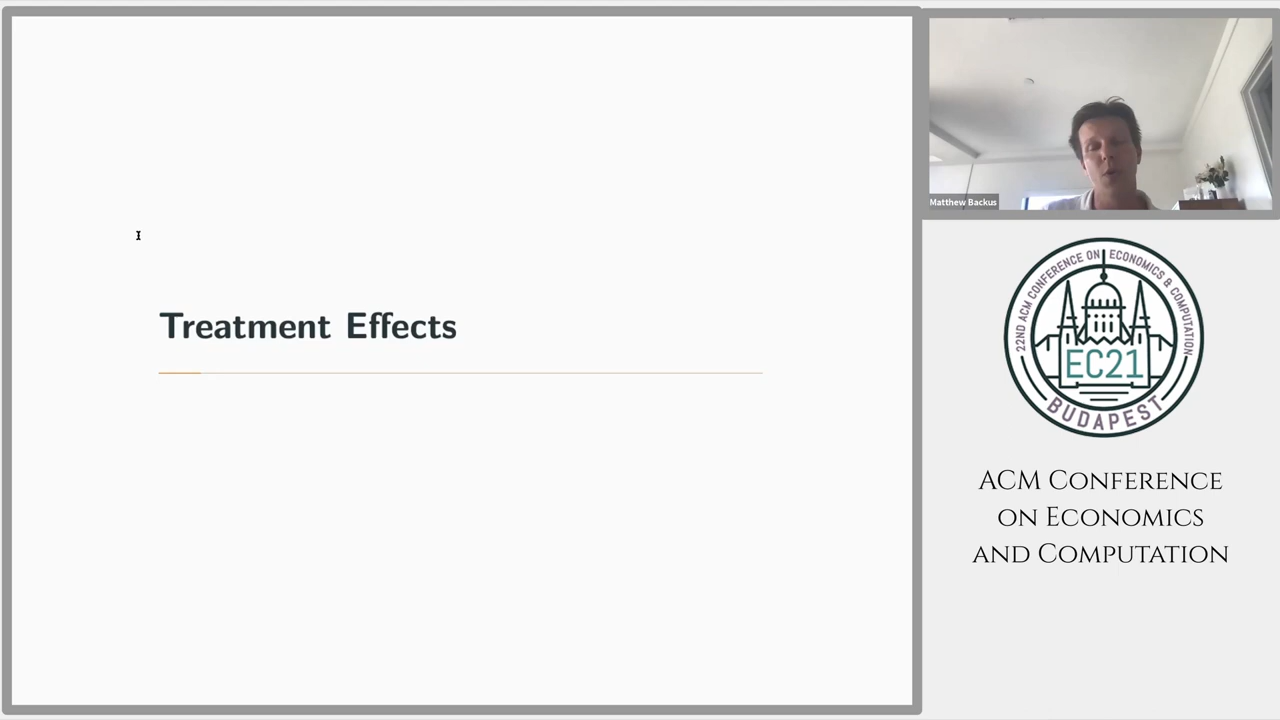 Treatment Effects
Matthew Backus
22ND ACM CONFERENCE ON ECONOMICS & COMPUTATION
EC21
BUDAPEST
ACM Conference
on Economics
and Computation